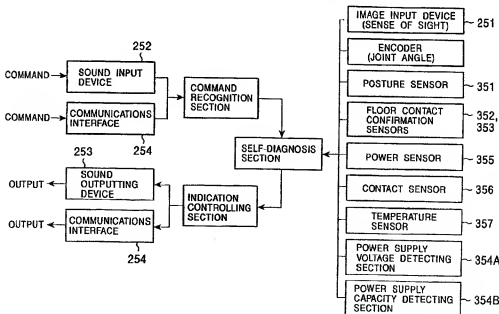 252
COMMAND
SOUND INPUT
DEVICE
COMMAND
COMMUNICATIONS
INTERFACE
254
COMMAND
RECOGNITION
SECTION
SELF-DIAGNOSIS
SECTION
253
OUTPUT
SOUND
OUTPUTTING
DEVICE
OUTPUT
COMMUNICATIONS
INTERFACE
254
INDICATION
CONTROLLING
SECTION
IMAGE INPUT DEVICE
(SENSE OF SIGHT)
251
ENCODER
(JOINT ANGLE)
POSTURE SENSOR
351
FLOOR CONTACT
CONFIRMATION
SENSORS
352,
353
POWER SENSOR
355
CONTACT SENSOR
356
TEMPERATURE
SENSOR
357
POWER SUPPLY
VOLTAGE DETECTING
SECTION
354A
POWER SUPPLY
CAPACITY DETECTING
SECTION
354B